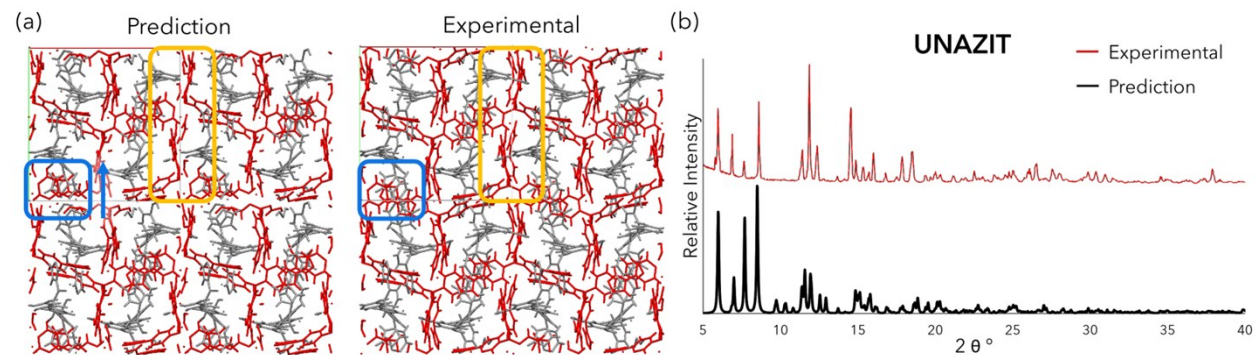 (a)
Prediction
Experimental
(b)
UNAZIT
Experimental
Prediction
Relative Intensity
5 10 15 20 25 30 35 40
2 θ °